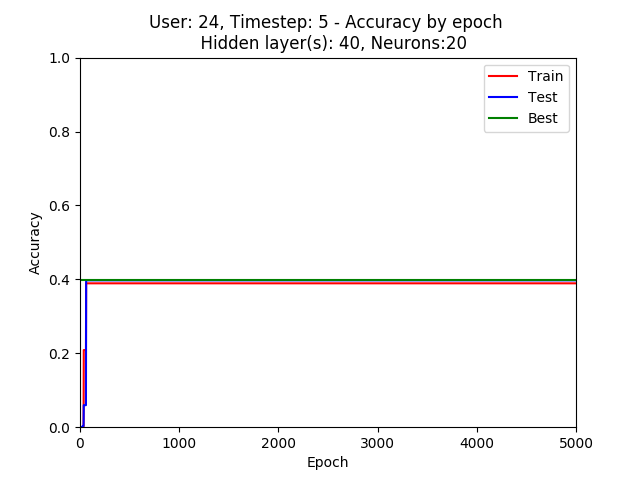 User: 24, Timestep: 5 - Accuracy by epoch
Hidden layer(s): 40, Neurons:20
1.0
0.8
0.6
0.4
0.2
0.0
Accuracy
Train
Test
Best
0 1000 2000 3000 4000 5000
Epoch